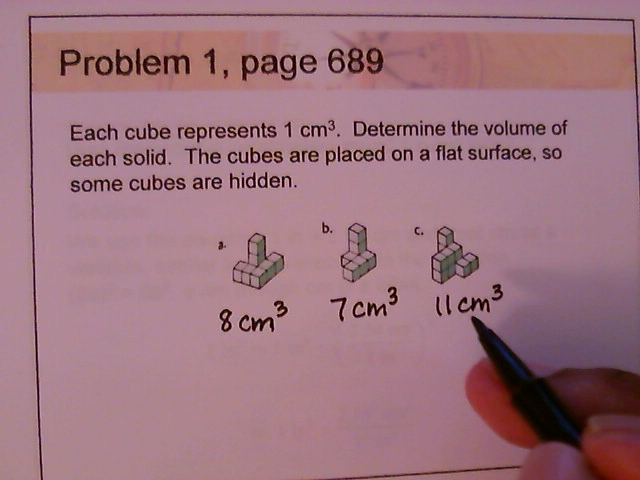 Problem 1, page 689
Each cube represents 1 cm³. Determine the volume of
each solid. The cubes are placed on a flat surface, so
some cubes are hidden.
a. b. c.
8 cm³ 7 cm³ 11 cm³